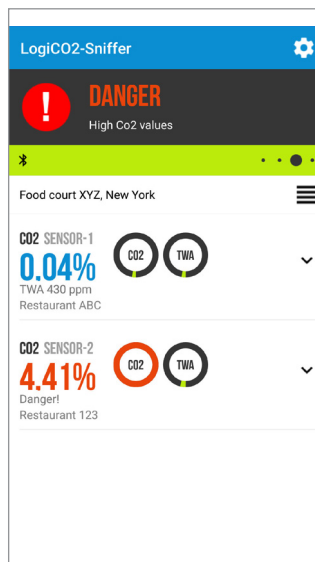 LogiCO2-Sniffer
!
DANGER
High Co2 values
Food court XYZ, New York
CO2 SENSOR-1
0.04%
CO2
TWA
TWA 430 ppm
Restaurant ABC
CO2 SENSOR-2
4.41%
CO2
TWA
Danger!
Restaurant 123